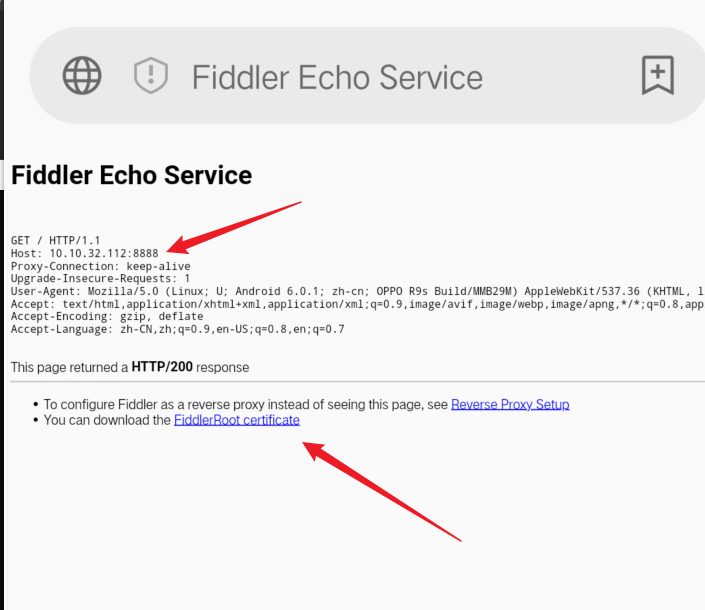 Fiddler Echo Service
Fiddler Echo Service
GET / HTTP/1.1
Host: 10.10.32.112:8888
Proxy-Connection: keep-alive
Upgrade-Insecure-Requests: 1
User-Agent: Mozilla/5.0 (Linux; U; Android 6.0.1; zh-cn; OPPO R9s Build/MMB29M) AppleWebKit/537.36 (KHTML, l
Accept: text/html,application/xhtml+xml,application/xml;q=0.9,image/avif,image/webp,image/apng,*/*;q=0.8,app
Accept-Encoding: gzip, deflate
Accept-Language: zh-CN,zh;q=0.9,en-US;q=0.8,en;q=0.7
This page returned a HTTP/200 response
• To configure Fiddler as a reverse proxy instead of seeing this page, see Reverse Proxy Setup
• You can download the FiddlerRoot certificate